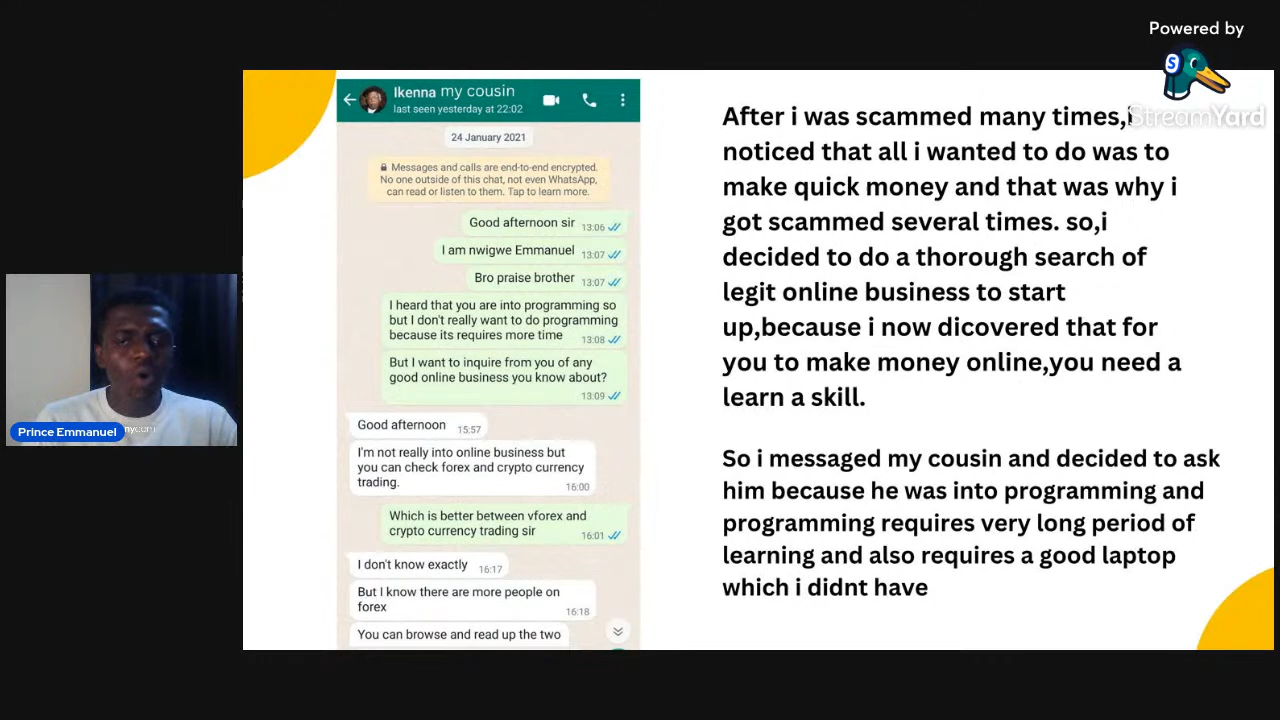 Powered by
StreamYard
Ikenna my cousin
last seen yesterday at 22:02
24 January 2021
Messages and calls are end-to-end encrypted.
No one outside of this chat, not even WhatsApp,
can read or listen to them. Tap to learn more.
Good afternoon sir 13:06
I am nwigwe Emmanuel 13:07
Bro praise brother 13:07
I heard that you are into programming so
but I don't really want to do programming
because its requires more time 13:08
But I want to inquire from you of any
good online business you know about?
13:09
Good afternoon 15:57
I'm not really into online business but
you can check forex and crypto currency
trading. 16:00
Which is better between vforex and
crypto currency trading sir 16:01
I don't know exactly 16:17
But I know there are more people on
forex 16:18
You can browse and read up the two
After i was scammed many times,i
noticed that all i wanted to do was to
make quick money and that was why i
got scammed several times. so,i
decided to do a thorough search of
legit online business to start
up,because i now dicovered that for
you to make money online,you need a
learn a skill.
So i messaged my cousin and decided to ask
him because he was into programming and
programming requires very long period of
learning and also requires a good laptop
which i didnt have
Prince Emmanuel